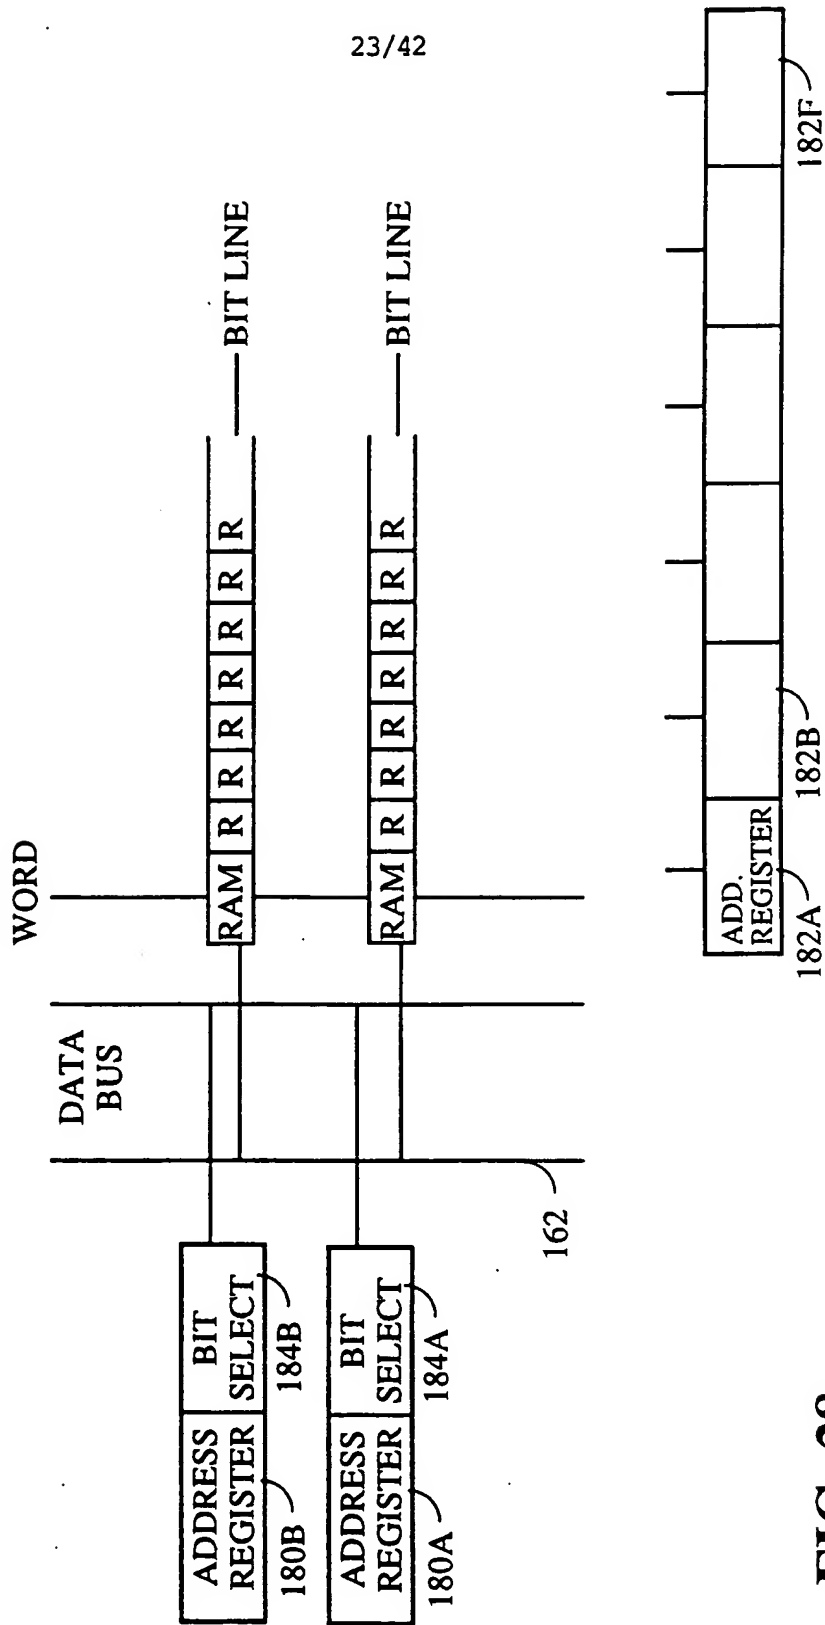 23/42
WORD
DATA
BUS
RAM R R R R R R R
BIT LINE
RAM R R R R R R R
BIT LINE
ADDRESS
REGISTER
BIT
SELECT
180B
184B
ADDRESS
REGISTER
BIT
SELECT
180A
184A
162
ADD.
REGISTER
182A
182B
182F
FIG.